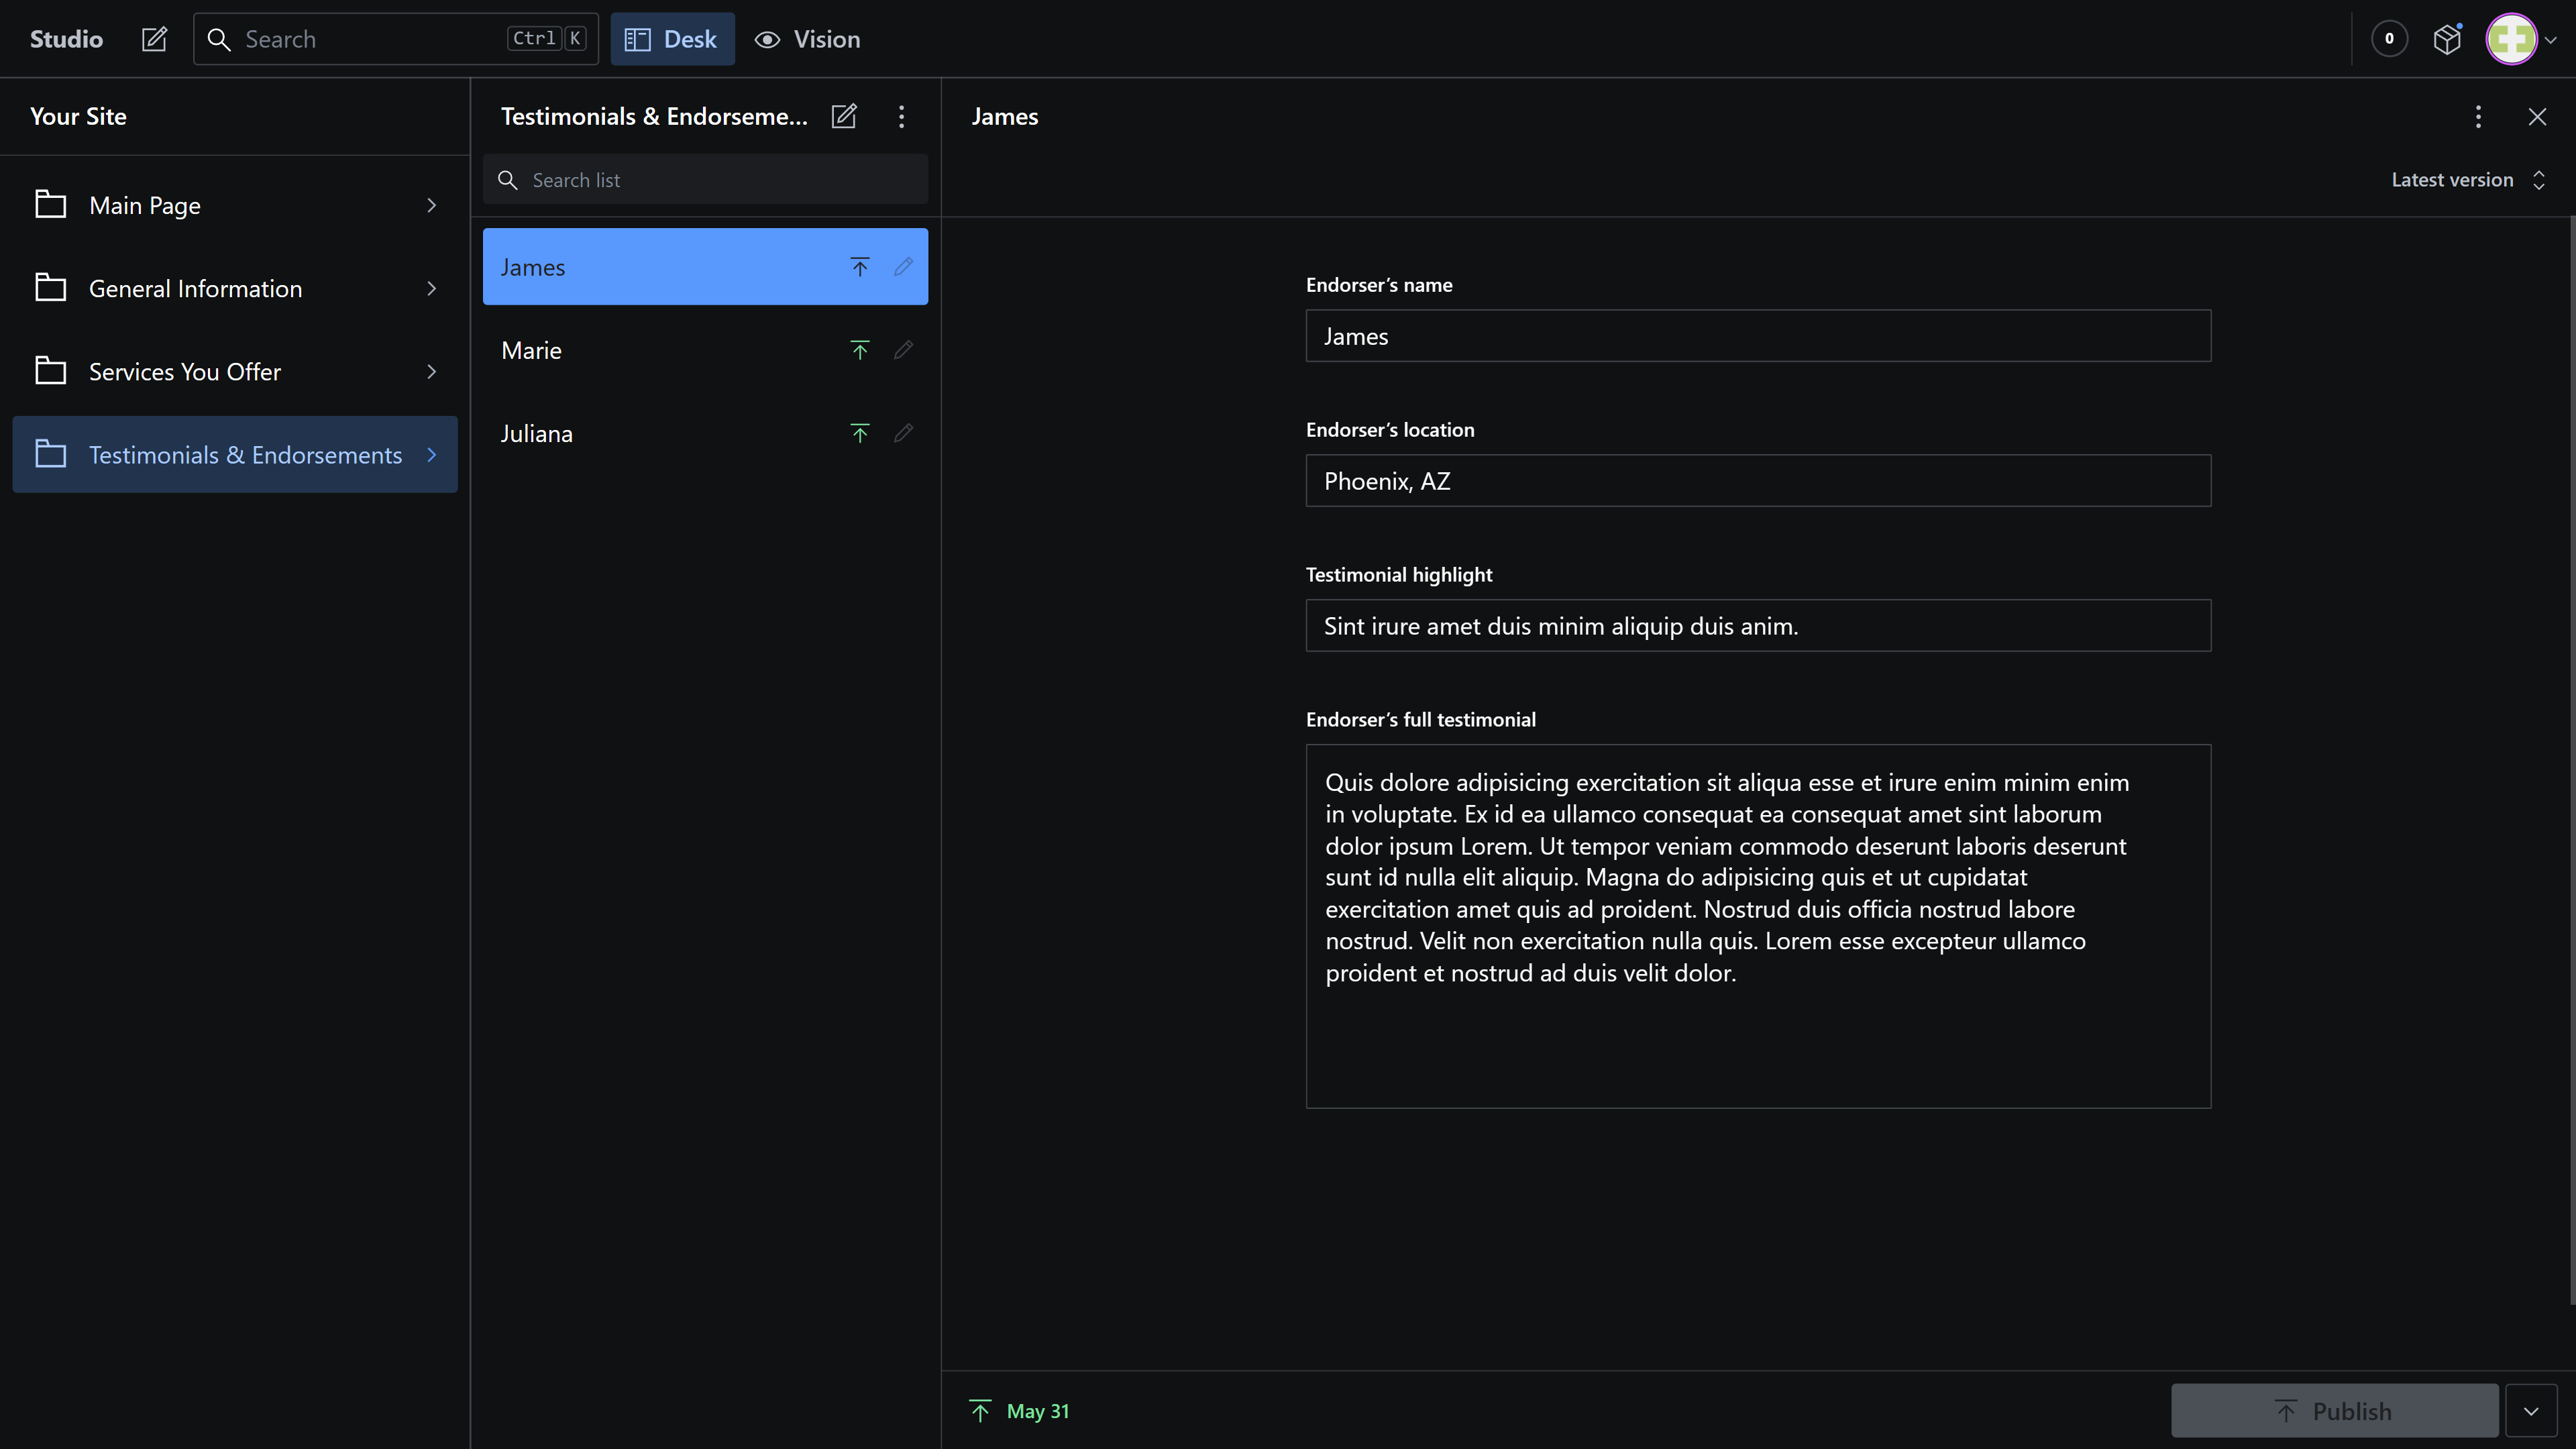 Studio
Search
Ctrl K
Desk
Vision
0
Your Site
Main Page
General Information
Services You Offer
Testimonials & Endorsements
Testimonials & Endorseme...
Search list
James
Marie
Juliana
James
Latest version
Endorser's name
James
Endorser's location
Phoenix, AZ
Testimonial highlight
Sint irure amet duis minim aliquip duis anim.
Endorser's full testimonial
Quis dolore adipisicing exercitation sit aliqua esse et irure enim minim enim
in voluptate. Ex id ea ullamco consequat ea consequat amet sint laborum
dolor ipsum Lorem. Ut tempor veniam commodo deserunt laboris deserunt
sunt id nulla elit aliquip. Magna do adipisicing quis et ut cupidatat
exercitation amet quis ad proident. Nostrud duis officia nostrud labore
nostrud. Velit non exercitation nulla quis. Lorem esse excepteur ullamco
proident et nostrud ad duis velit dolor.
May 31
Publish